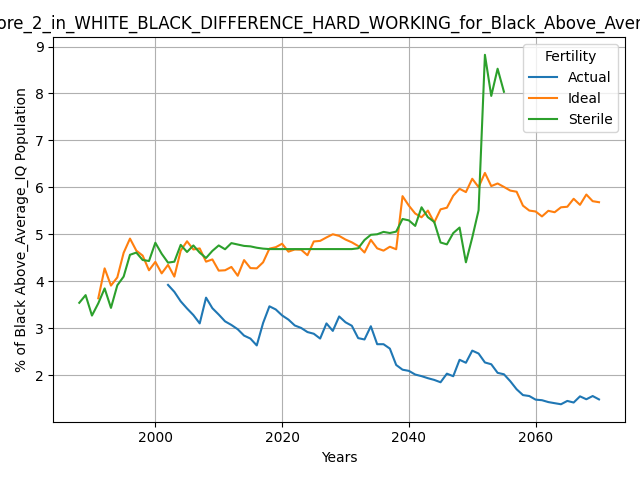 ore_2_in_WHITE_BLACK_DIFFERENCE_HARD_WORKING_for_Black_Above_Aver
Fertility
Actual
Ideal
Sterile
% of Black Above_Average_IQ Population
9
8
7
6
5
4
3
2
2000
2020
2040
2060
Years